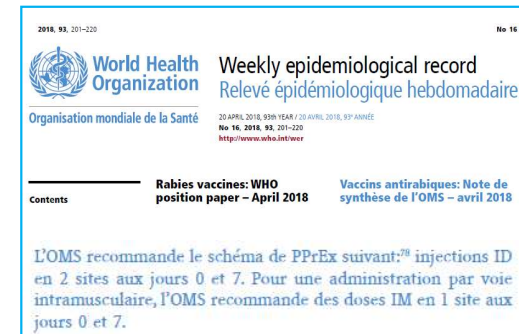 2018, 93, 201–220
No 16
World Health
Organization
Organisation mondiale de la Santé
Weekly epidemiological record
Relevé épidémiologique hebdomadaire
20 APRIL 2018, 93th YEAR / 20 AVRIL 2018, 93e ANNÉE
No 16, 2018, 93, 201–220
http://www.who.int/wer
Contents
Rabies vaccines: WHO
position paper – April 2018
Vaccins antirabiques: Note de
synthèse de l'OMS – avril 2018
L'OMS recommande le schéma de PPrEx suivant:78 injections ID
en 2 sites aux jours 0 et 7. Pour une administration par voie
intramusculaire, l'OMS recommande des doses IM en 1 site aux
jours 0 et 7.